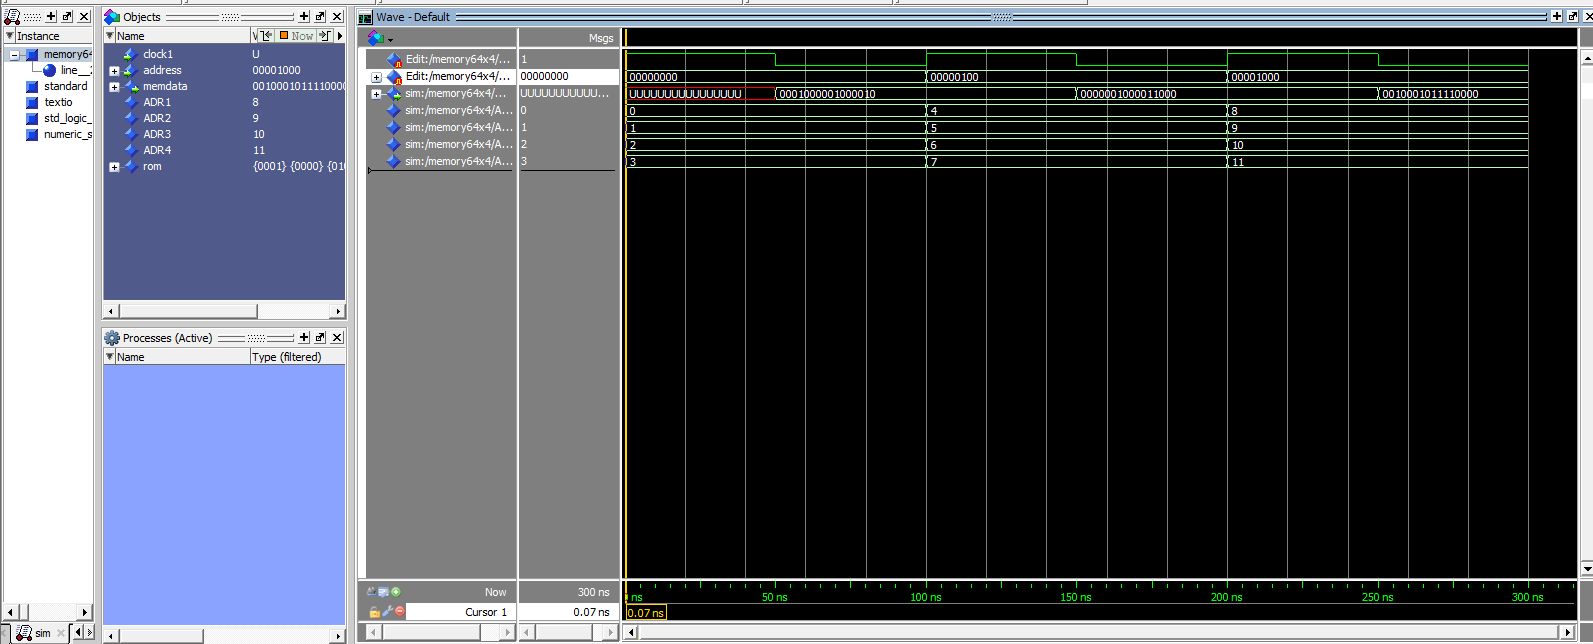 Instance
memory64
line__2
standard
textio
std_logic_
numeric_s
sim
Objects
Name
Now
clock1 U
address 00001000
memdata 0010001011110000
ADR1 8
ADR2 9
ADR3 10
ADR4 11
rom {0001} {0000} {010
Processes (Active)
Name Type (filtered)
Wave - Default
Msgs
Edit:/memory64x4/... 1
Edit:/memory64x4/... 00000000 00000000 00000100 00001000
sim:/memory64x4/... UUUUUUUUUUU... UUUUUUUUUUUUUUUU 0001000001000010 0000001000011000 0010001011110000
sim:/memory64x4/A... 0 0 4 8
sim:/memory64x4/A... 1 1 5 9
sim:/memory64x4/A... 2 2 6 10
sim:/memory64x4/A... 3 3 7 11
Now 300 ns ns 50 ns 100 ns 150 ns 200 ns 250 ns 300 ns
Cursor 1 0.07 ns 0.07 ns